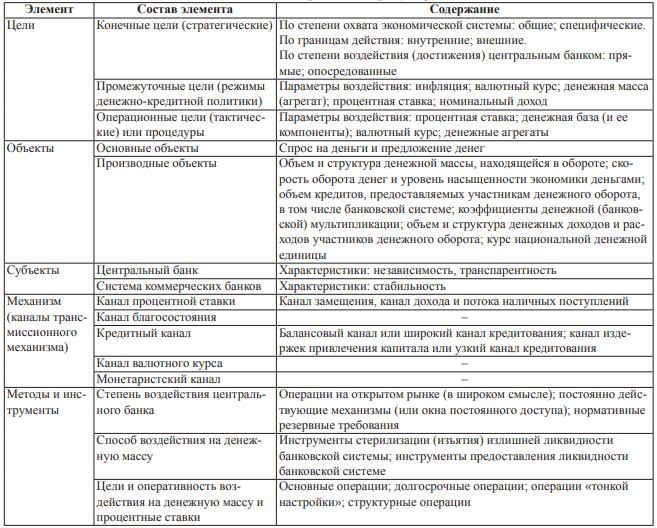 Элемент Состав элемента Содержание
Цели Конечные цели (стратегические) По степени охвата экономической системы: общие; специфические.
По границам действия: внутренние; внешние.
По степени воздействия (достижения) центральным банком: пря-
мые; опосредованные
Промежуточные цели (режимы
денежно-кредитной политики)
Параметры воздействия: инфляция; валютный курс; денежная масса
(агрегат); процентная ставка; номинальный доход
Операционные цели (тактичес-
кие) или процедуры
Параметры воздействия: процентная ставка; денежная база (и ее
компоненты); валютный курс; денежные агрегаты
Объекты Основные объекты Спрос на деньги и предложение денег
Производные объекты Объем и структура денежной массы, находящейся в обороте; ско-
рость оборота денег и уровень насыщенности экономики деньгами;
объем кредитов, предоставляемых участникам денежного оборота,
в том числе банковской системе; коэффициенты денежной (банков-
ской) мультипликации; объем и структура денежных доходов и рас-
ходов участников денежного оборота; курс национальной денежной
единицы
Субъекты Центральный банк Характеристики: независимость, транспарентность
Система коммерческих банков Характеристики: стабильность
Механизм
(каналы транс-
миссионного
механизма)
Канал процентной ставки Канал замещения, канал дохода и потока наличных поступлений
Канал благосостояния –
Кредитный канал Балансовый канал или широкий канал кредитования; канал изде-
ржек привлечения капитала или узкий канал кредитования
Канал валютного курса –
Монетаристский канал –
Методы и инс-
трументы
Степень воздействия централь-
ного банка
Операции на открытом рынке (в широком смысле); постоянно дейс-
твующие механизмы (или окна постоянного доступа); нормативные
резервные требования
Способ воздействия на денеж-
ную массу
Инструменты стерилизации (изъятия) излишней ликвидности
банковской системы; инструменты предоставления ликвидности
банковской системе
Цели и оперативность воз-
действия на денежную массу и
процентные ставки
Основные операции; долгосрочные операции; операции «тонкой
настройки»; структурные операции